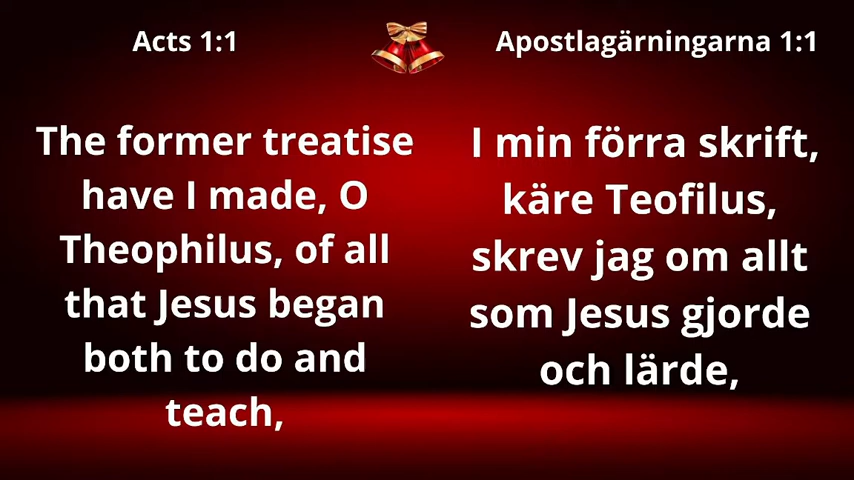 Acts 1:1
The former treatise
have I made, O
Theophilus, of all
that Jesus began
both to do and
teach,
Apostlagärningarna 1:1
I min förra skrift,
käre Teofilus,
skrev jag om allt
som Jesus gjorde
och lärde,